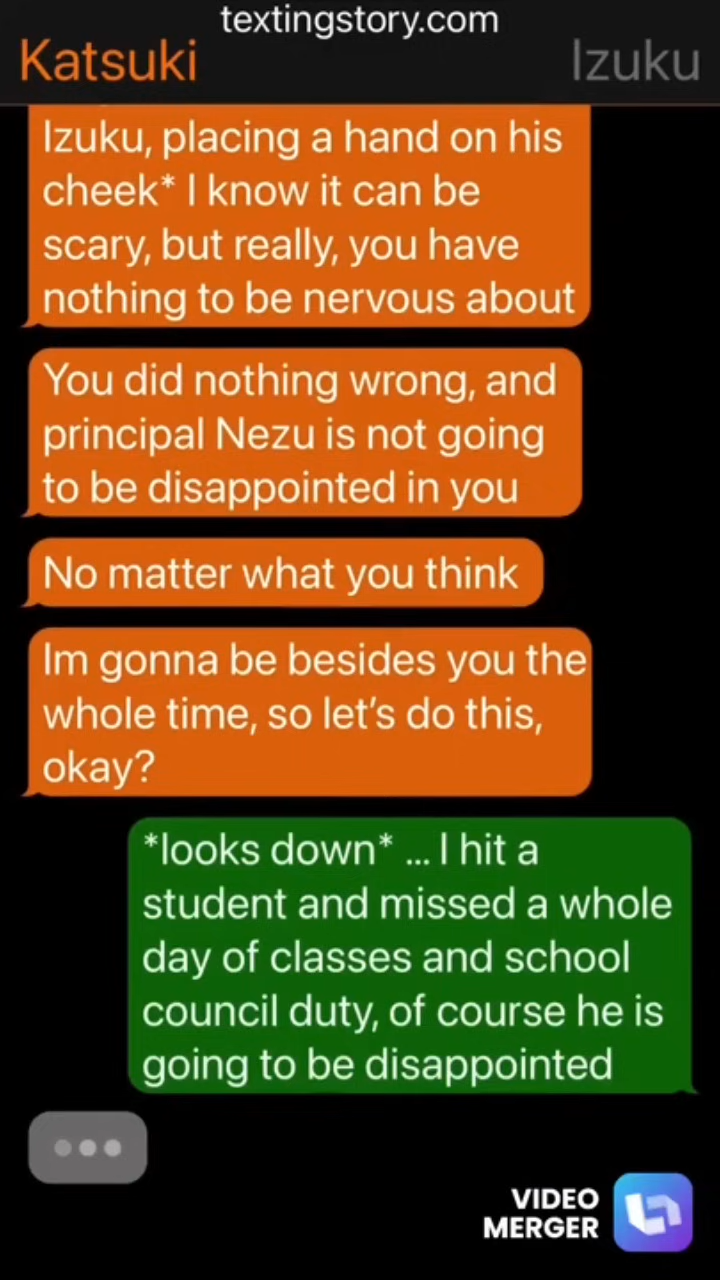 textingstory.com
Katsuki
Izuku
Izuku, placing a hand on his
cheek* I know it can be
scary, but really, you have
nothing to be nervous about
You did nothing wrong, and
principal Nezu is not going
to be disappointed in you
No matter what you think
Im gonna be besides you the
whole time, so let’s do this,
okay?
*looks down* ... I hit a
student and missed a whole
day of classes and school
council duty, of course he is
going to be disappointed
VIDEO
MERGER